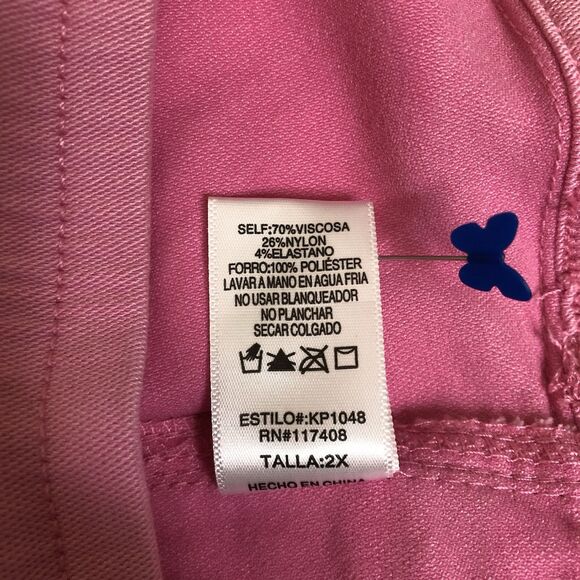 SELF:70%VISCOSA
26%NYLON
4%ELASTANO
FORRO:100% POLIÉSTER
LAVAR A MANO EN AGUA FRIA
NO USAR BLANQUEADOR
NO PLANCHAR
SECAR COLGADO
ESTILO#:KP1048
RN#117408
TALLA:2X
HECHO EN CHINA